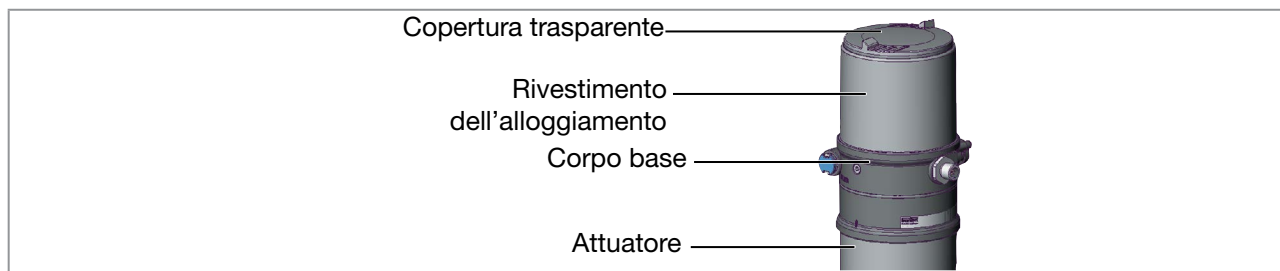 Copertura trasparente
Rivestimento
dell’alloggiamento
Corpo base
Attuatore